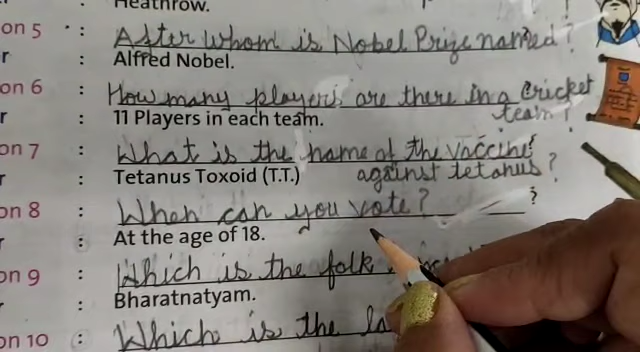 Heathrow.
on 5 : After whom is Nobel Prize named?
r : Alfred Nobel.
on 6 : How many players are there in a Cricket team?
r : 11 Players in each team.
on 7 : What is the name of the vaccine ?
against tetanus?
r : Tetanus Toxoid (T.T.)
on 8 : When can you vote? ?
r : At the age of 18.
on 9 : Which is the folk
r : Bharatnatyam.
on 10 : Which is the